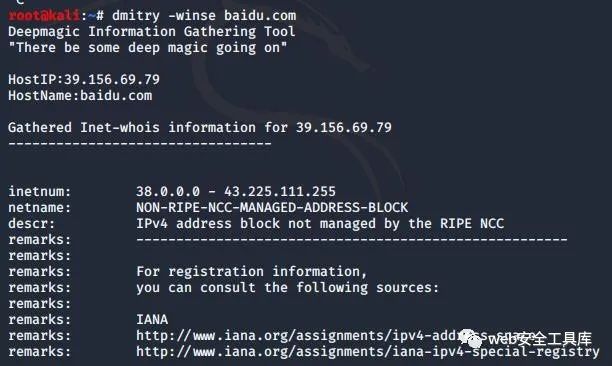 C
root@kali:~# dmitry -winse baidu.com
Deepmagic Information Gathering Tool
"There be some deep magic going on"
HostIP:39.156.69.79
HostName:baidu.com
Gathered Inet-whois information for 39.156.69.79
---------------------------------
inetnum:        38.0.0.0 - 43.225.111.255
netname:        NON-RIPE-NCC-MANAGED-ADDRESS-BLOCK
descr:          IPv4 address block not managed by the RIPE NCC
remarks:        ------------------------------------------------------
remarks:
remarks:        For registration information,
remarks:        you can consult the following sources:
remarks:
remarks:        IANA
remarks:        http://www.iana.org/assignments/ipv4-address-space
remarks:        http://www.iana.org/assignments/iana-ipv4-special-registry
web安全工具库